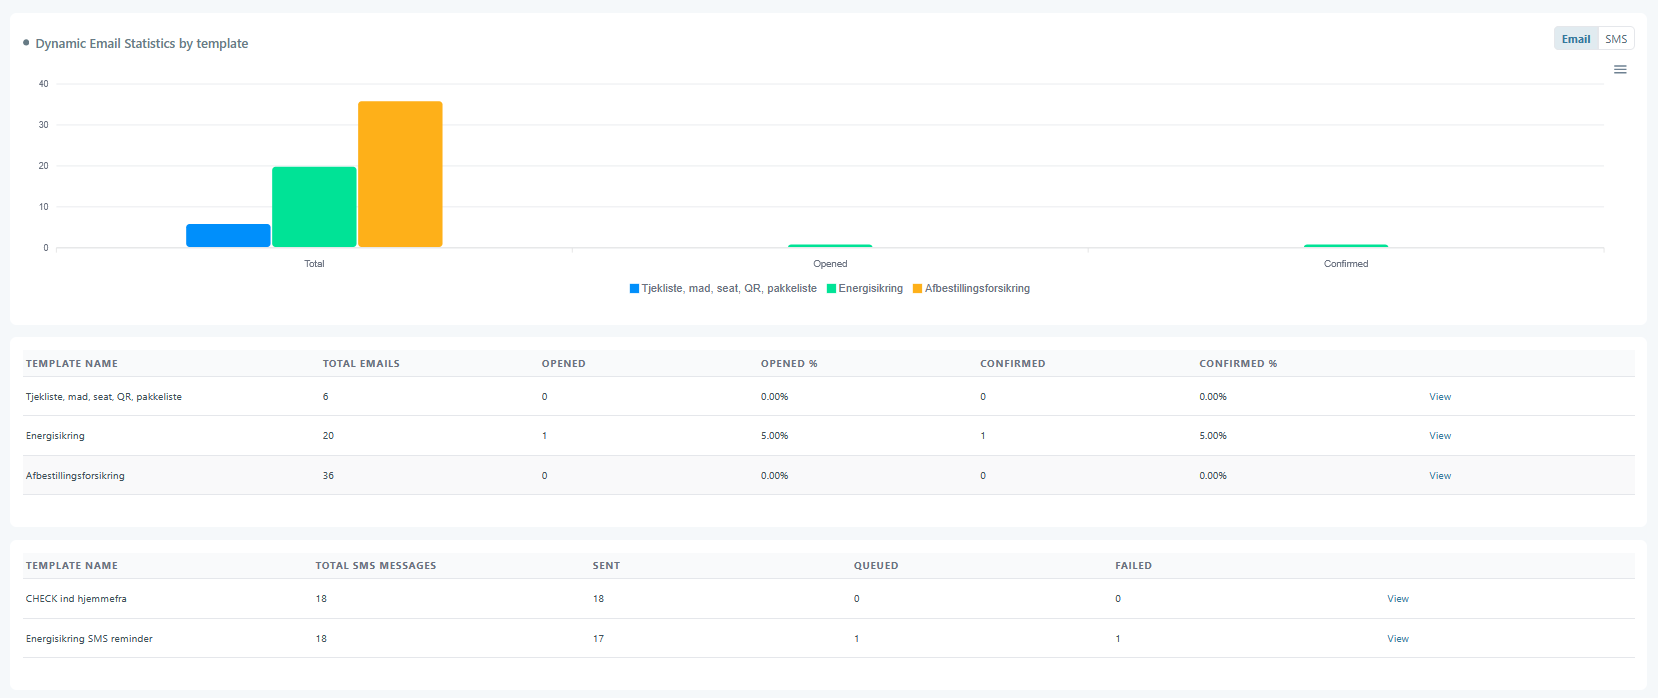 Dynamic Email Statistics by template
Email SMS
40
30
20
10
0
Total Opened Confirmed
Tjekliste, mad, seat, QR, pakkeliste Energisikring Afbestillingsforsikring
TEMPLATE NAME TOTAL EMAILS OPENED OPENED % CONFIRMED CONFIRMED %
Tjekliste, mad, seat, QR, pakkeliste 6 0 0.00% 0 0.00% View
Energisikring 20 1 5.00% 1 5.00% View
Afbestillingsforsikring 36 0 0.00% 0 0.00% View
TEMPLATE NAME TOTAL SMS MESSAGES SENT QUEUED FAILED
CHECK ind hjemmefra 18 18 0 0 View
Energisikring SMS reminder 18 17 1 1 View